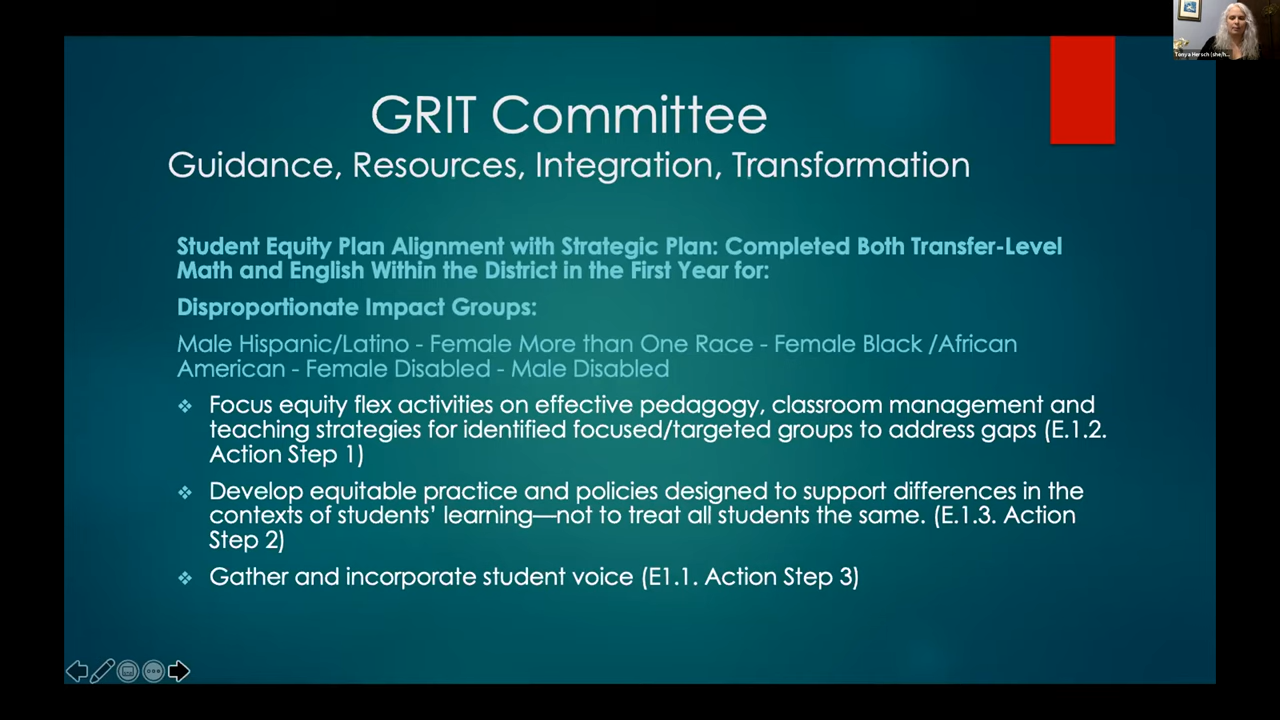 GRIT Committee
Guidance, Resources, Integration, Transformation
Student Equity Plan Alignment with Strategic Plan: Completed Both Transfer-Level
Math and English Within the District in the First Year for:
Disproportionate Impact Groups:
Male Hispanic/Latino - Female More than One Race - Female Black /African
American - Female Disabled - Male Disabled
❖ Focus equity flex activities on effective pedagogy, classroom management and
teaching strategies for identified focused/targeted groups to address gaps (E.1.2.
Action Step 1)
❖ Develop equitable practice and policies designed to support differences in the
contexts of students’ learning—not to treat all students the same. (E.1.3. Action
Step 2)
❖ Gather and incorporate student voice (E1.1. Action Step 3)
Tonya Hersch (she/h...